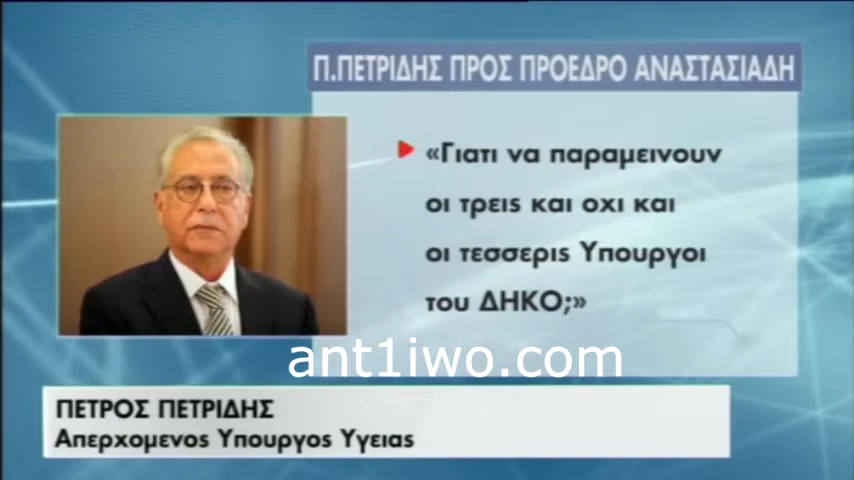 Π.ΠΕΤΡΙΔΗΣ ΠΡΟΣ ΠΡΟΕΔΡΟ ΑΝΑΣΤΑΣΙΑΔΗ
«Γιατι να παραμεινουν
οι τρεις και οχι και
οι τεσσερις Υπουργοι
του ΔΗΚΟ;»
ant1iwo.com
ΠΕΤΡΟΣ ΠΕΤΡΙΔΗΣ
Απερχομενος Υπουργος Υγειας